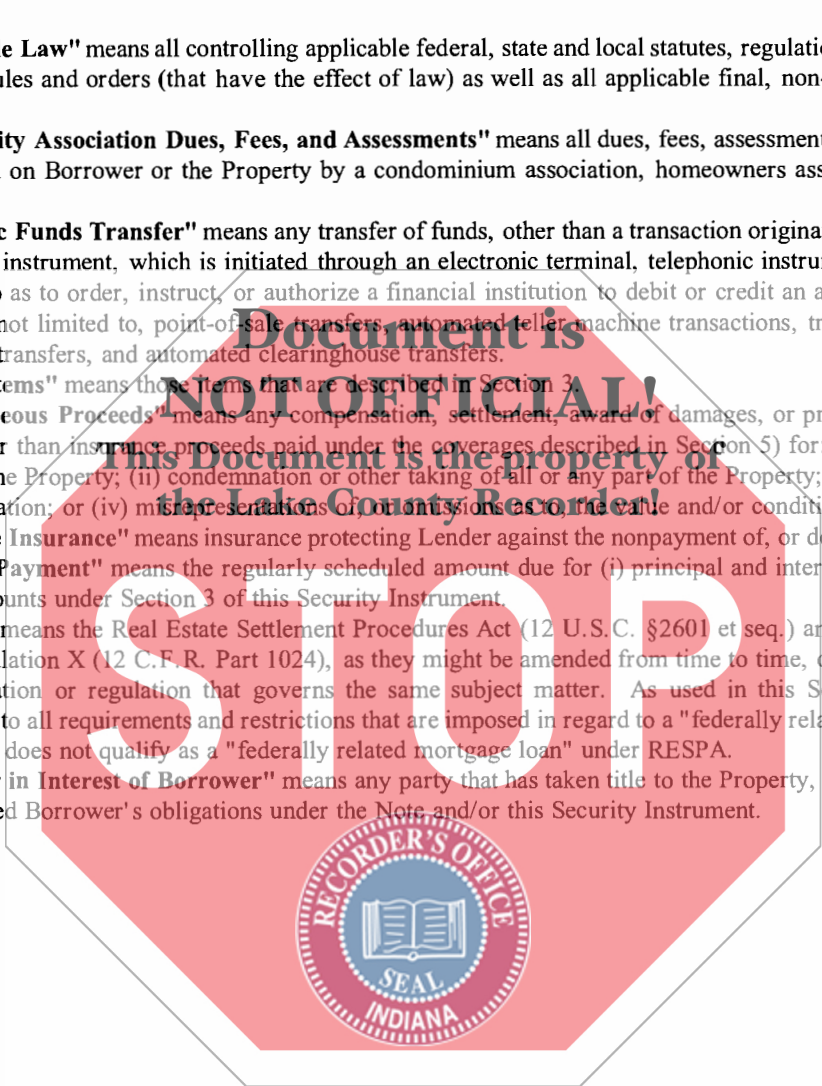 e Law" means all controlling applicable federal, state and local statutes, regulatio
ules and orders (that have the effect of law) as well as all applicable final, non-
ity Association Dues, Fees, and Assessments" means all dues, fees, assessment
on Borrower or the Property by a condominium association, homeowners ass
c Funds Transfer" means any transfer of funds, other than a transaction origina
instrument, which is initiated through an electronic terminal, telephonic instru
as to order, instruct, or authorize a financial institution to debit or credit an a
not limited to, point-of-sale transfers, automated teller machine transactions, tr
Document is
transfers, and automated clearinghouse transfers.
ems" means those items that are described in Section 3.
NOT OFFICIAL!
eous Proceeds" means any compensation, settlement, award of damages, or pr
r than insurance proceeds paid under the coverages described in Section 5) for:
This Document is the property of
e Property; (ii) condemnation or other taking of all or any part of the Property;
the Lake County Recorder!
ation; or (iv) misrepresentations of, or omissions as to, the value and/or conditi
Insurance" means insurance protecting Lender against the nonpayment of, or de
Payment" means the regularly scheduled amount due for (i) principal and inter
ounts under Section 3 of this Security Instrument.
STOP
means the Real Estate Settlement Procedures Act (12 U.S.C. §2601 et seq.) an
lation X (12 C.F.R. Part 1024), as they might be amended from time to time,
tion or regulation that governs the same subject matter. As used in this S
to all requirements and restrictions that are imposed in regard to a "federally rela
does not qualify as a "federally related mortgage loan" under RESPA.
in Interest of Borrower" means any party that has taken title to the Property,
ed Borrower's obligations under the Note and/or this Security Instrument.
RECORDER'S OFFICE
SEAL
INDIANA